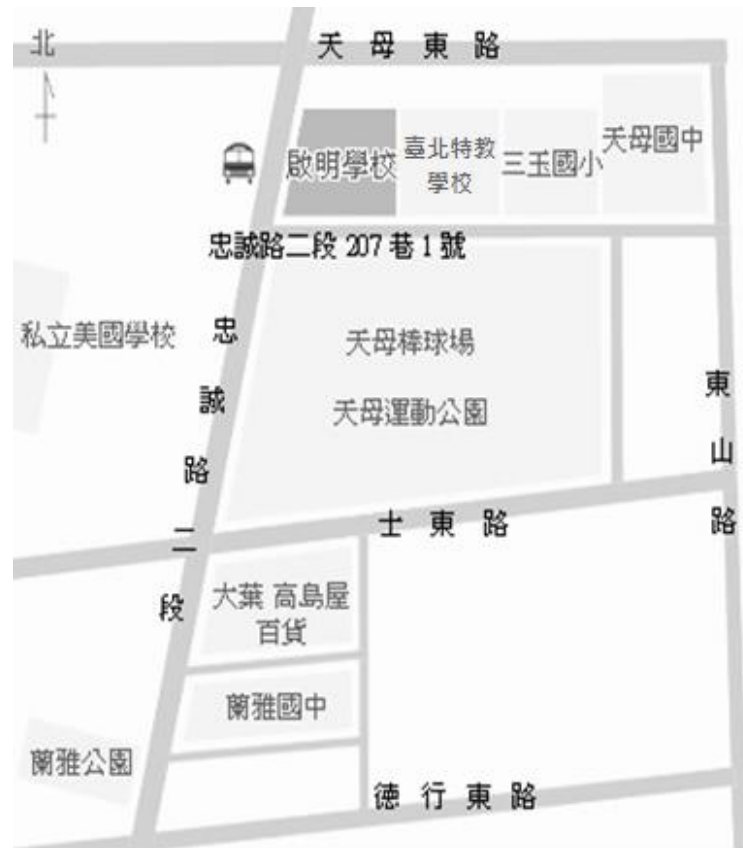 北
天母東路
啟明學校
臺北特教
學校
三玉國小
天母國中
忠誠路二段 207 巷 1 號
私立美國學校
忠誠路二段
天母棒球場
天母運動公園
東山路
士東路
大葉 高島屋
百貨
蘭雅國中
蘭雅公園
德行東路